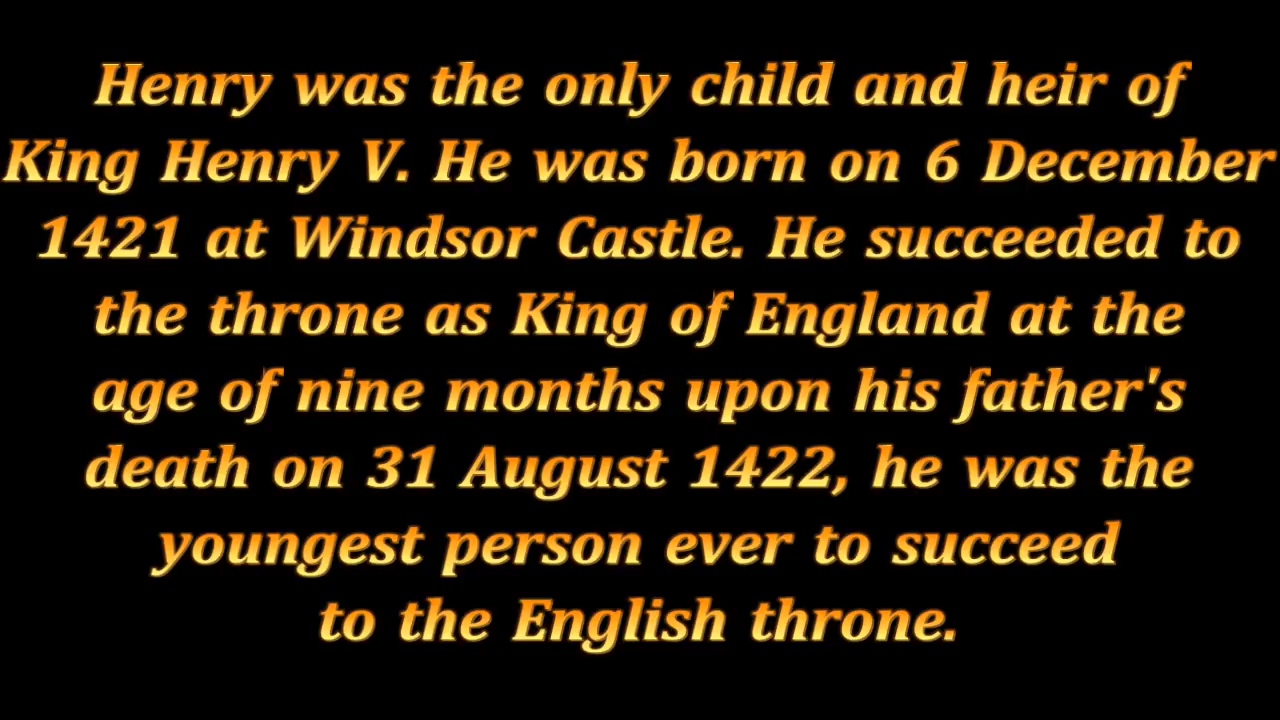 Henry was the only child and heir of
King Henry V. He was born on 6 December
1421 at Windsor Castle. He succeeded to
the throne as King of England at the
age of nine months upon his father's
death on 31 August 1422, he was the
youngest person ever to succeed
to the English throne.